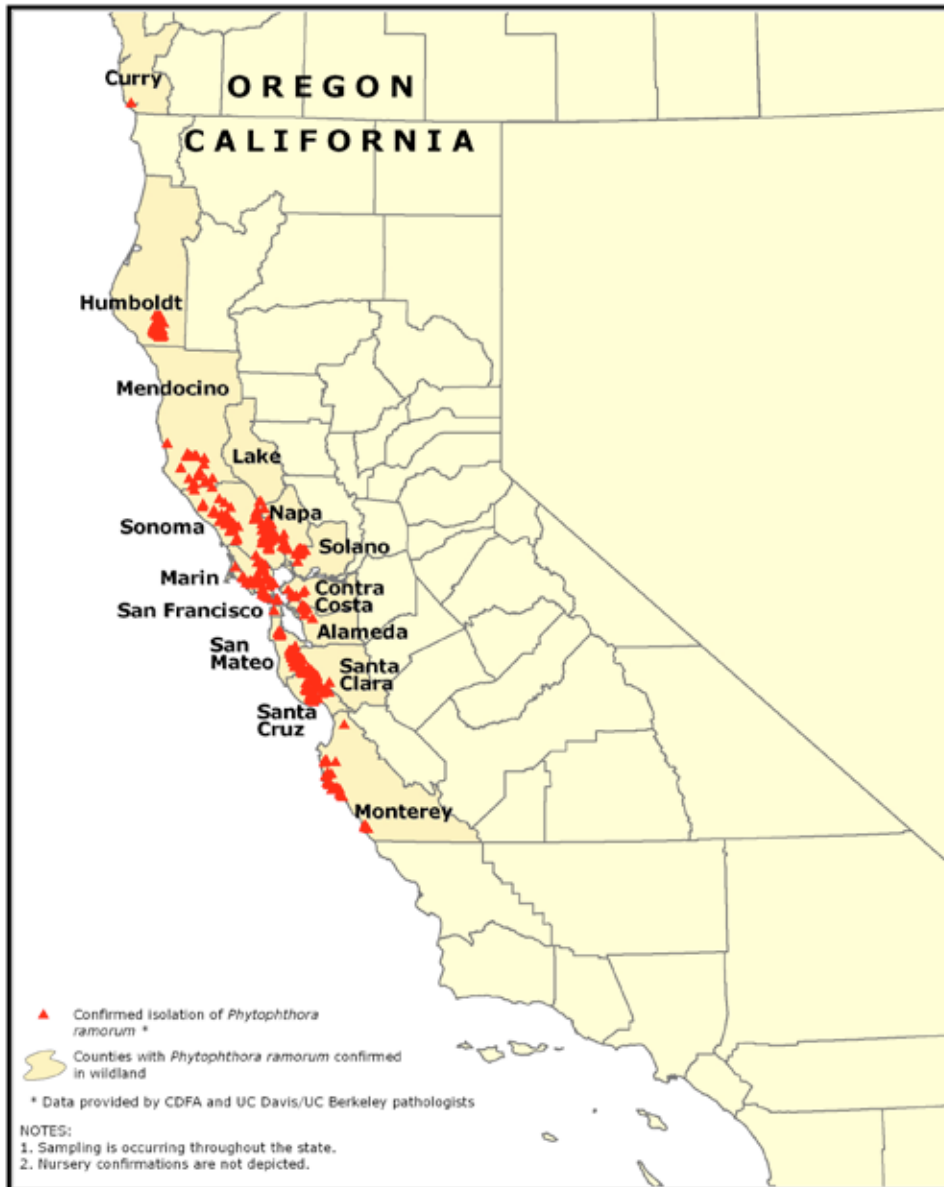 Curry
OREGON
CALIFORNIA
Humboldt
Mendocino
Lake
Napa
Sonoma
Solano
Marin
Contra
Costa
San Francisco
Alameda
San
Mateo
Santa
Clara
Santa
Cruz
Monterey
Confirmed isolation of Phytophthora
ramorum *
Counties with Phytophthora ramorum confirmed
in wildland
* Data provided by CDFA and UC Davis/UC Berkeley pathologists
NOTES:
1. Sampling is occurring throughout the state.
2. Nursery confirmations are not depicted.